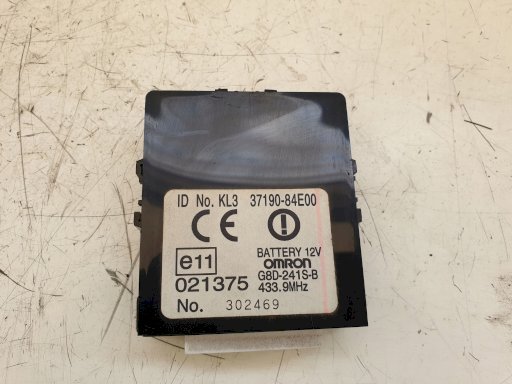 ID No. KL3 37190-84E00
CE
e11 BATTERY 12V
OMRON
G8D-241S-B
021375 433.9MHz
No. 302469